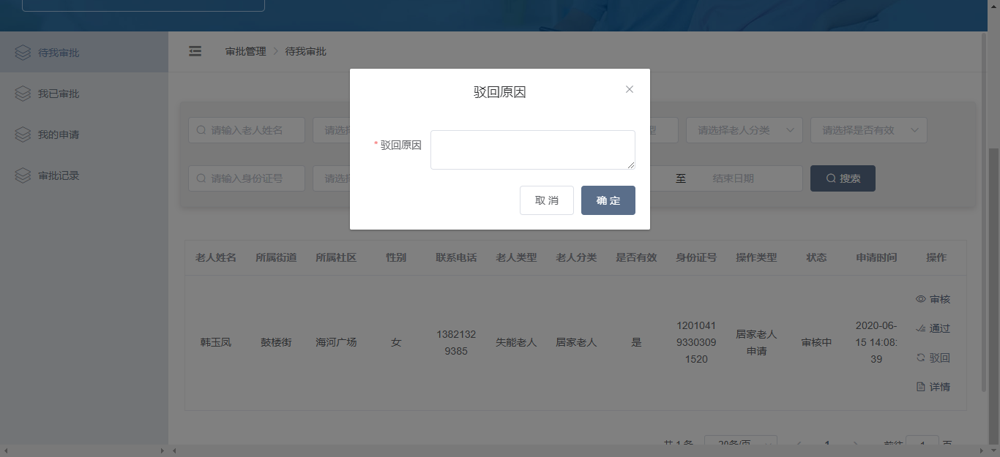 待我审批
我已审批
我的申请
审批记录
审批管理 > 待我审批
驳回原因
* 驳回原因
取 消
确 定
请输入老人姓名
请选
型
请选择老人分类
请选择是否有效
请输入身份证号
请选
至
结束日期
搜索
老人姓名 所属街道 所属社区 性别 联系电话 老人类型 老人分类 是否有效 身份证号 操作类型 状态 申请时间 操作
韩玉凤
鼓楼街
海河广场
女
1382132
9385
失能老人
居家老人
是
1201041
9330309
1520
居家老人
申请
审核中
2020-06-
15 14:08:
39
审核
通过
驳回
详情
共 1 条
20条/页
1
前往
1
页